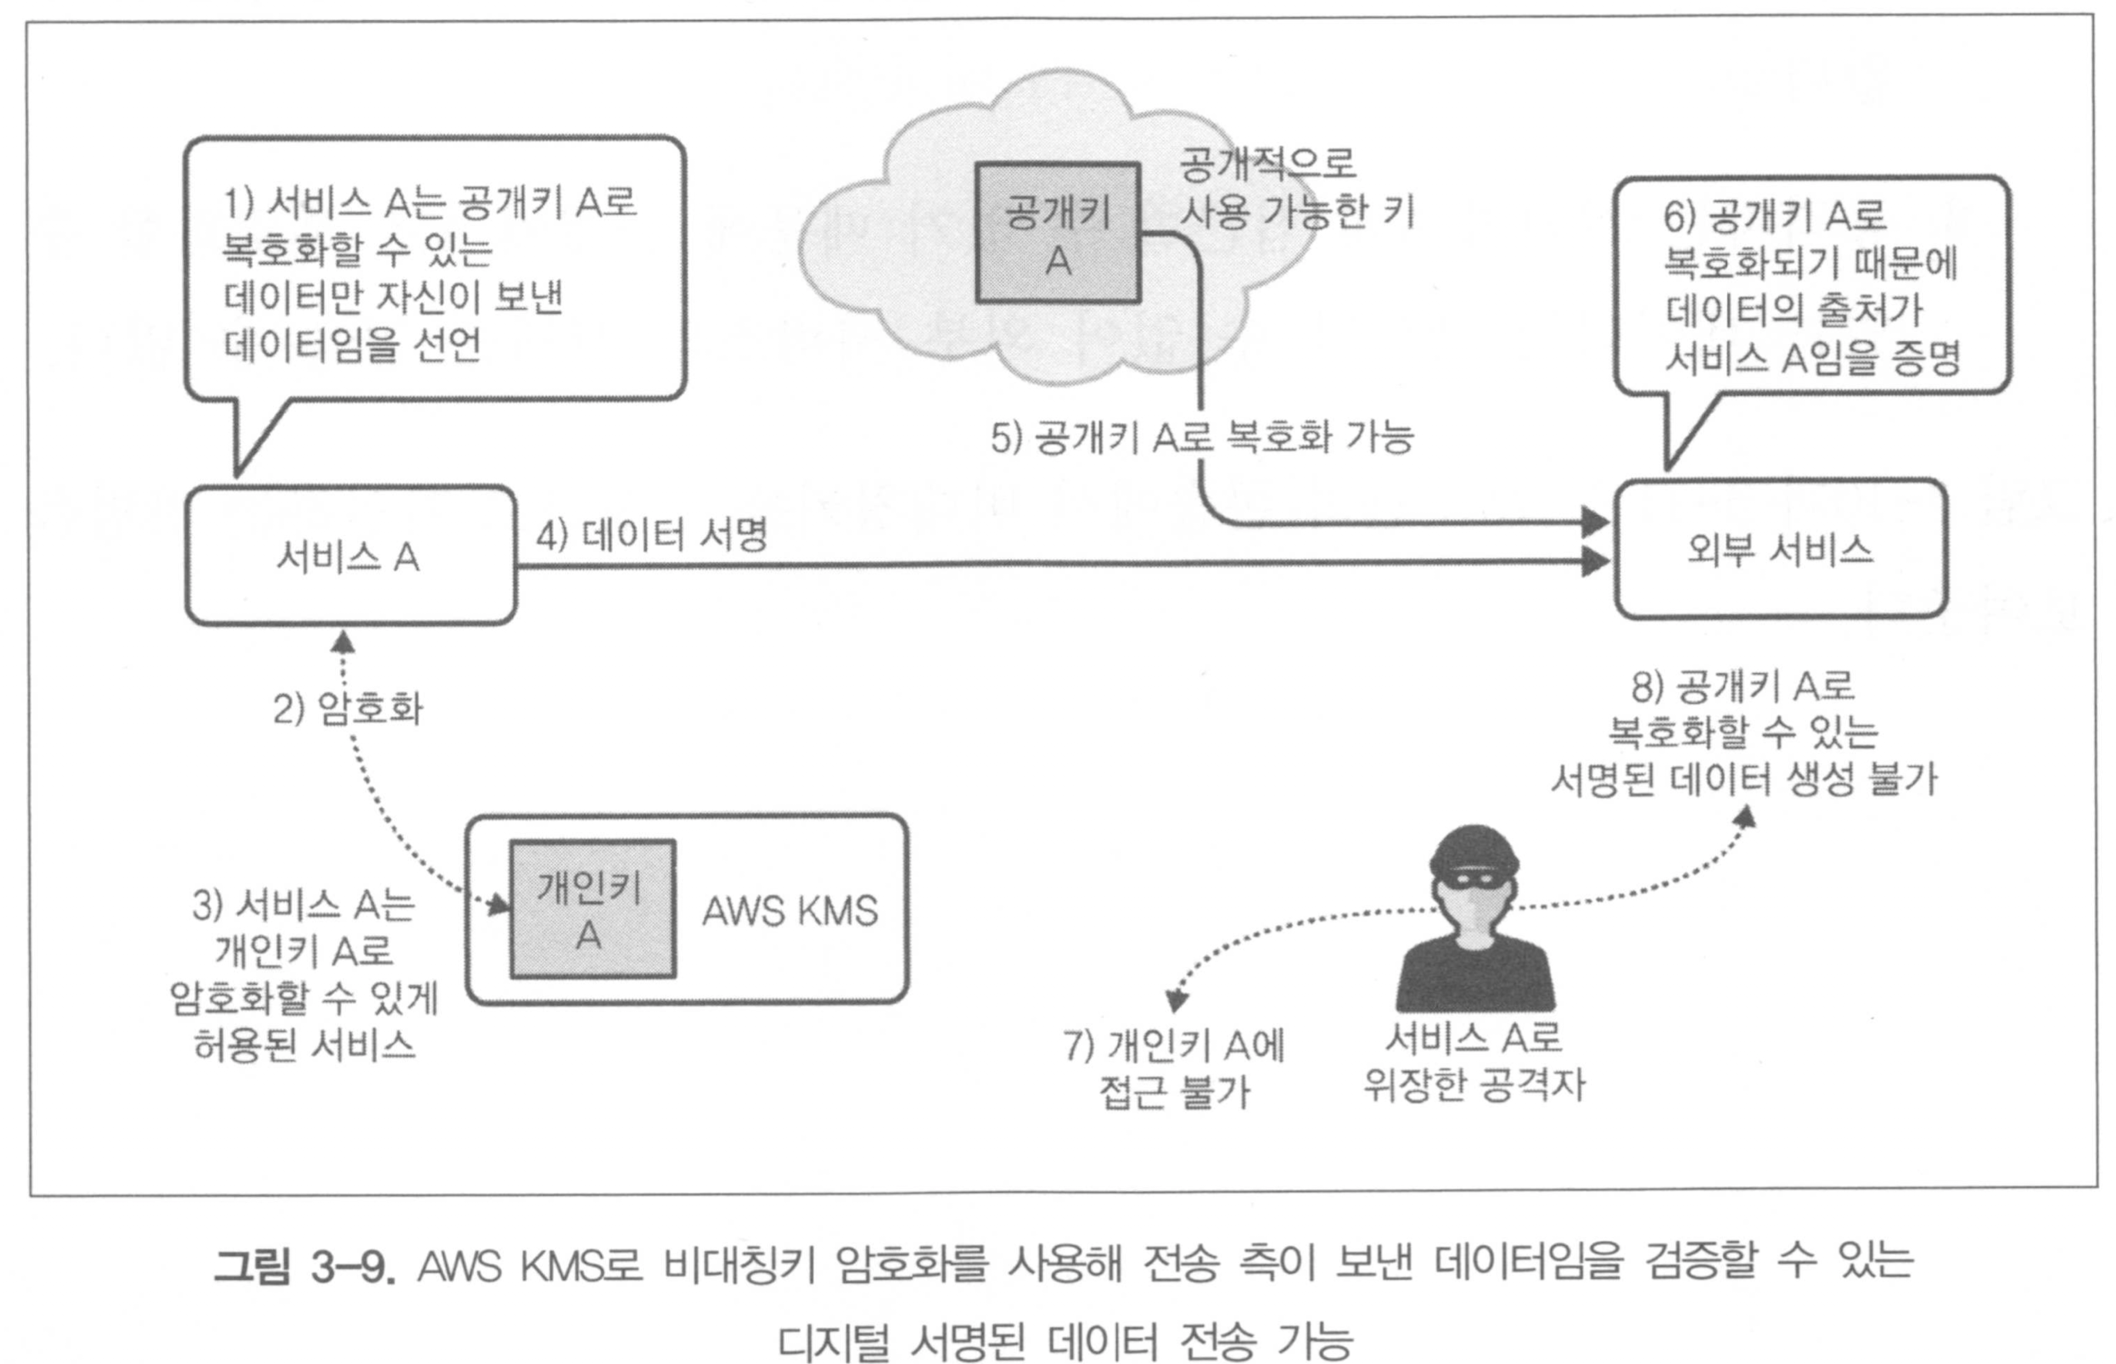 1) 서비스 A는 공개키 A로
복호화할 수 있는
데이터만 자신이 보낸
데이터임을 선언
공개키
A
공개적으로
사용 가능한 키
6) 공개키 A로
복호화되기 때문에
데이터의 출처가
서비스 A임을 증명
5) 공개키 A로 복호화 가능
서비스 A
4) 데이터 서명
외부 서비스
2) 암호화
3) 서비스 A는
개인키 A로
암호화할 수 있게
허용된 서비스
개인키
A
AWS KMS
8) 공개키 A로
복호화할 수 있는
서명된 데이터 생성 불가
7) 개인키 A에
접근 불가
서비스 A로
위장한 공격자
그림 3-9. AWS KMS로 비대칭키 암호화를 사용해 전송 측이 보낸 데이터임을 검증할 수 있는
디지털 서명된 데이터 전송 가능